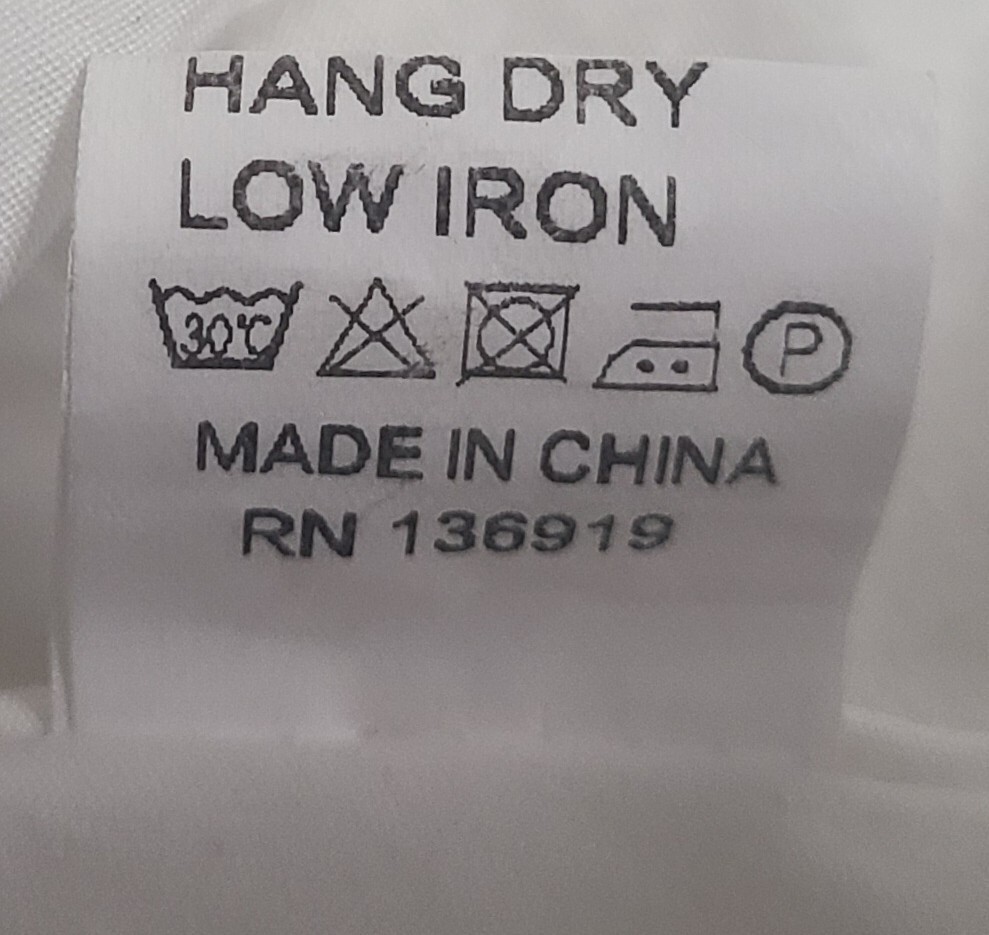 HANG DRY
LOW IRON
30°C P
MADE IN CHINA
RN 136919